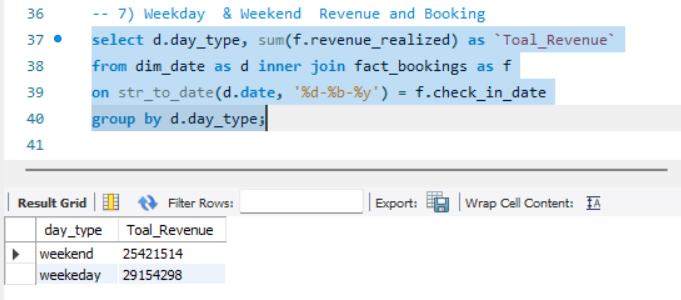 36 -- 7) Weekday & Weekend Revenue and Booking
37 select d.day_type, sum(f.revenue_realized) as `Toal_Revenue`
38 from dim_date as d inner join fact_bookings as f
39 on str_to_date(d.date, '%d-%b-%y') = f.check_in_date
40 group by d.day_type;
41
Result Grid Filter Rows: Export: Wrap Cell Content: IA
day_type Toal_Revenue
weekend 25421514
weekeday 29154298